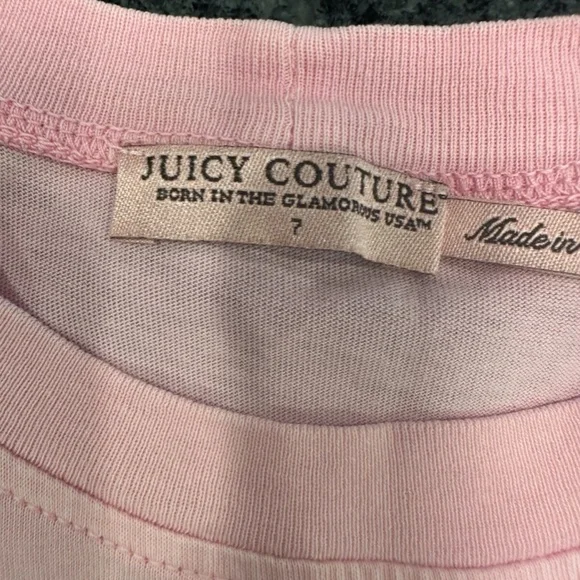 JUICY COUTURE
BORN IN THE GLAMOROUS USA™
7
Made in